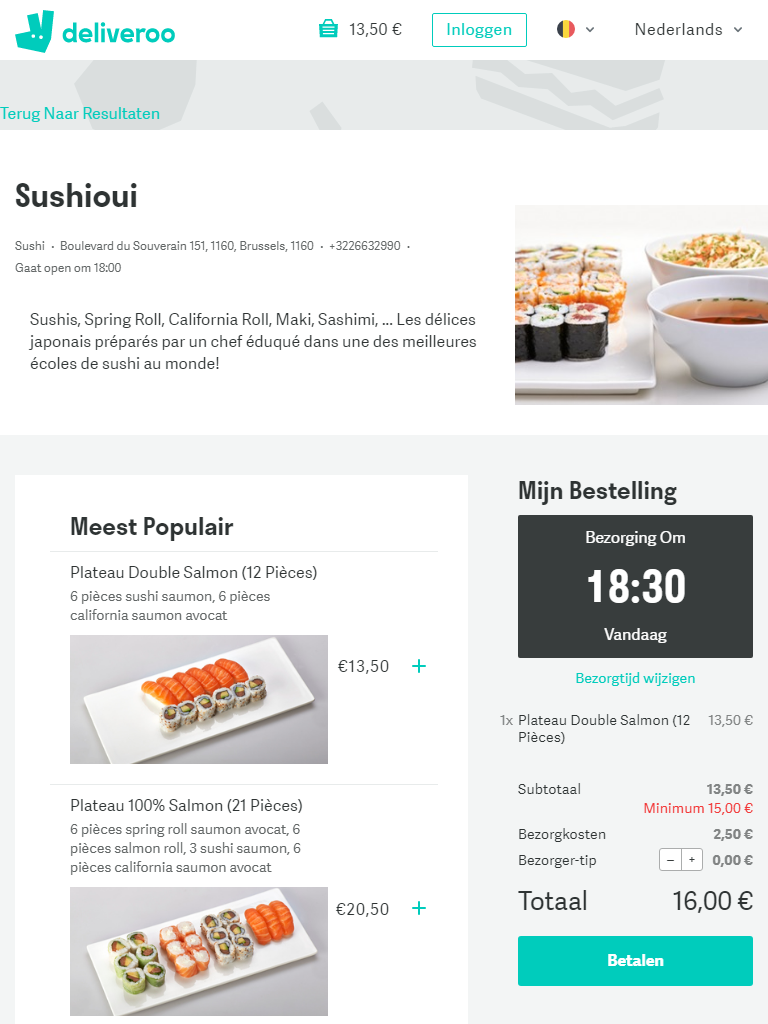 deliveroo
13,50 €
Inloggen
Nederlands
Terug Naar Resultaten
Sushioui
Sushi • Boulevard du Souverain 151, 1160, Brussels, 1160 • +3226632990 •
Gaat open om 18:00
Sushis, Spring Roll, California Roll, Maki, Sashimi, ... Les délices
japonais préparés par un chef éduqué dans une des meilleures
écoles de sushi au monde!
Meest Populair
Plateau Double Salmon (12 Pièces)
6 pièces sushi saumon, 6 pièces
california saumon avocat
€13,50 +
Plateau 100% Salmon (21 Pièces)
6 pièces spring roll saumon avocat, 6
pièces salmon roll, 3 sushi saumon, 6
pièces california saumon avocat
€20,50 +
Mijn Bestelling
Bezorging Om
18:30
Vandaag
Bezorgtijd wijzigen
1x Plateau Double Salmon (12 13,50 €
Pièces)
Subtotaal 13,50 €
Minimum 15,00 €
Bezorgkosten 2,50 €
Bezorger-tip – + 0,00 €
Totaal 16,00 €
Betalen